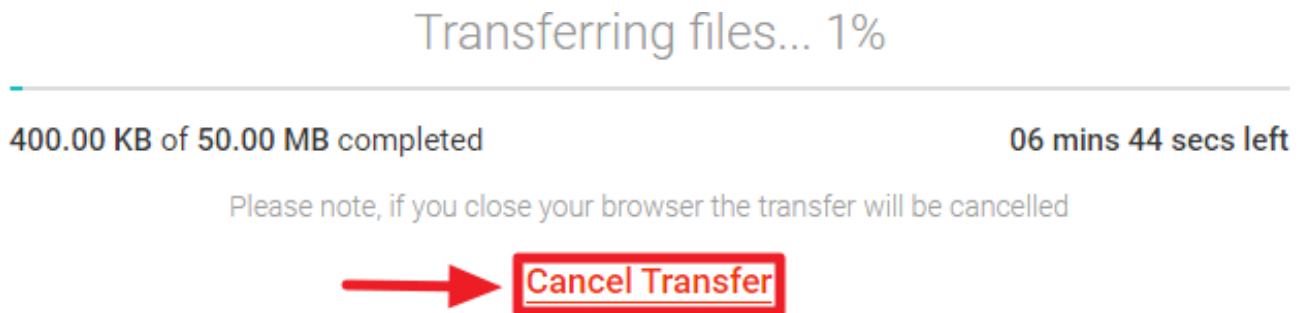 Transferring files... 1%
400.00 KB of 50.00 MB completed 06 mins 44 secs left
Please note, if you close your browser the transfer will be cancelled
Cancel Transfer